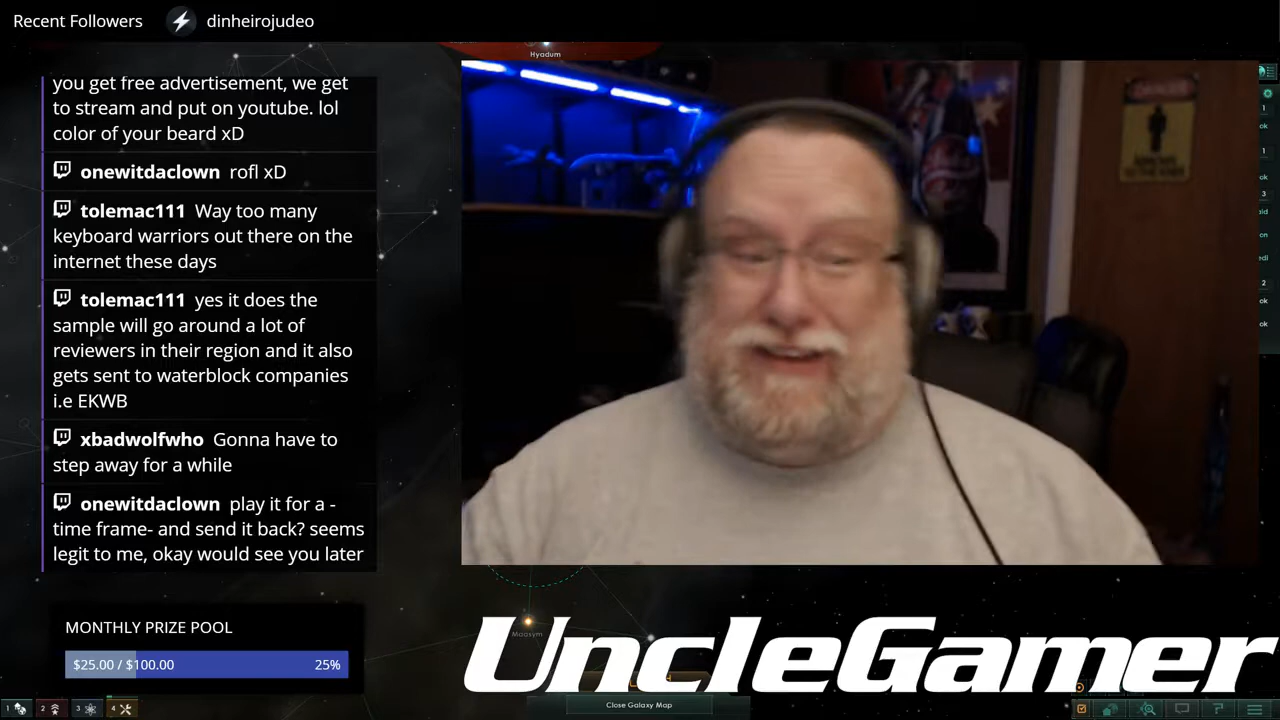 Recent Followers dinheirojudeo
Hyadum
you get free advertisement, we get
to stream and put on youtube. lol
color of your beard xD
onewitdaclown rofl xD
tolemac111 Way too many
keyboard warriors out there on the
internet these days
tolemac111 yes it does the
sample will go around a lot of
reviewers in their region and it also
gets sent to waterblock companies
i.e EKWB
xbadwolfwho Gonna have to
step away for a while
onewitdaclown play it for a -
time frame- and send it back? seems
legit to me, okay would see you later
MONTHLY PRIZE POOL
$25.00 / $100.00 25%
UncleGamer
1 2 3 4
Close Galaxy Map